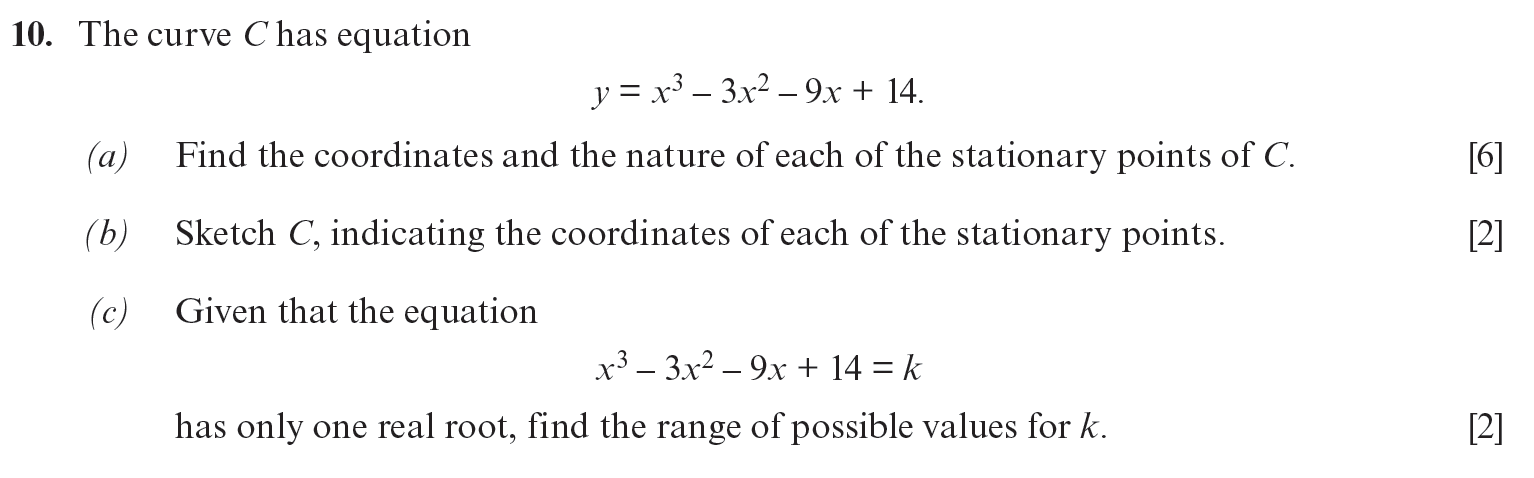 10. The curve C has equation
y = x³ – 3x² – 9x + 14.
(a) Find the coordinates and the nature of each of the stationary points of C. [6]
(b) Sketch C, indicating the coordinates of each of the stationary points. [2]
(c) Given that the equation
x³ – 3x² – 9x + 14 = k
has only one real root, find the range of possible values for k. [2]